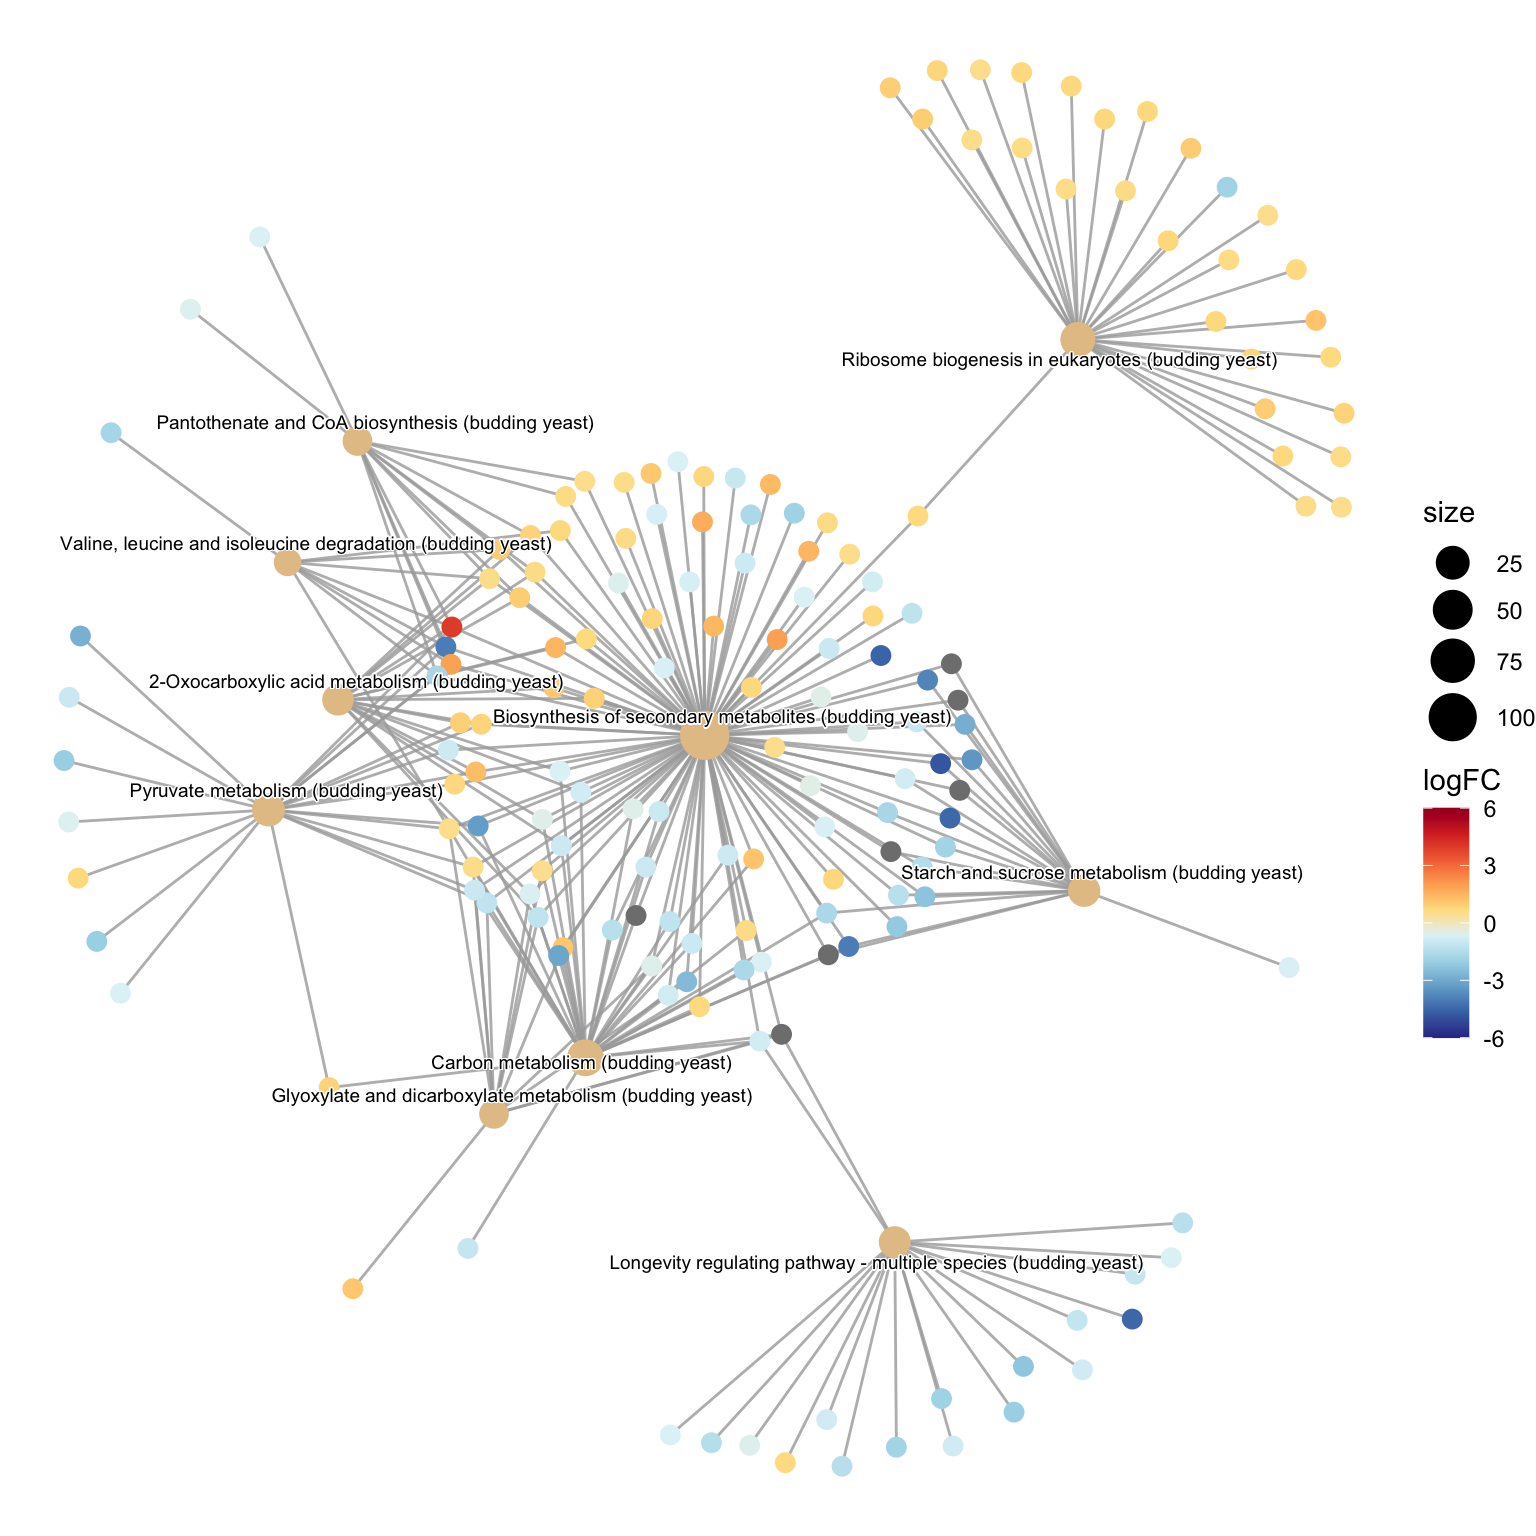 Ribosome biogenesis in eukaryotes (budding yeast)
Pantothenate and CoA biosynthesis (budding yeast)
Valine, leucine and isoleucine degradation (budding yeast)
2-Oxocarboxylic acid metabolism (budding yeast)
Biosynthesis of secondary metabolites (budding yeast)
Pyruvate metabolism (budding yeast)
Starch and sucrose metabolism (budding yeast)
Carbon metabolism (budding yeast)
Glyoxylate and dicarboxylate metabolism (budding yeast)
Longevity regulating pathway - multiple species (budding yeast)
size
25
50
75
100
logFC
6
3
0
-3
-6